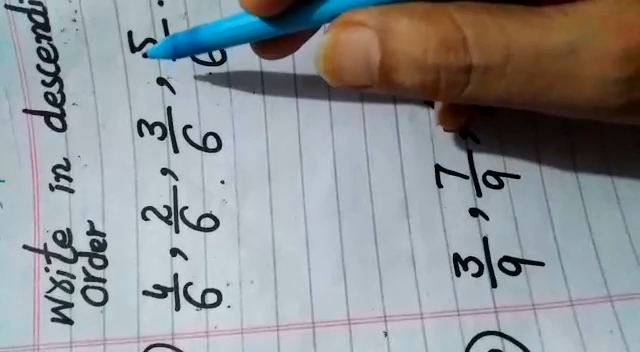 Write in descendi
order
4/6, 2/6, 3/6, 5/6
3/9, 7/9,